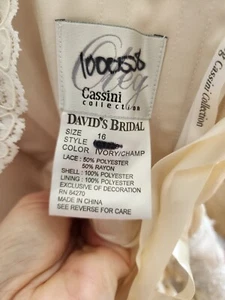 10000558
Oleg
Cassini
collection
DAVID'S BRIDAL
SIZE 16
STYLE
COLOR IVORY/CHAMP
LACE : 50% POLYESTER
50% RAYON
SHELL : 100% POLYESTER
LINING : 100% POLYESTER
EXCLUSIVE OF DECORATION
RN 64270
MADE IN CHINA
SEE REVERSE FOR CARE
g Cassini Collection